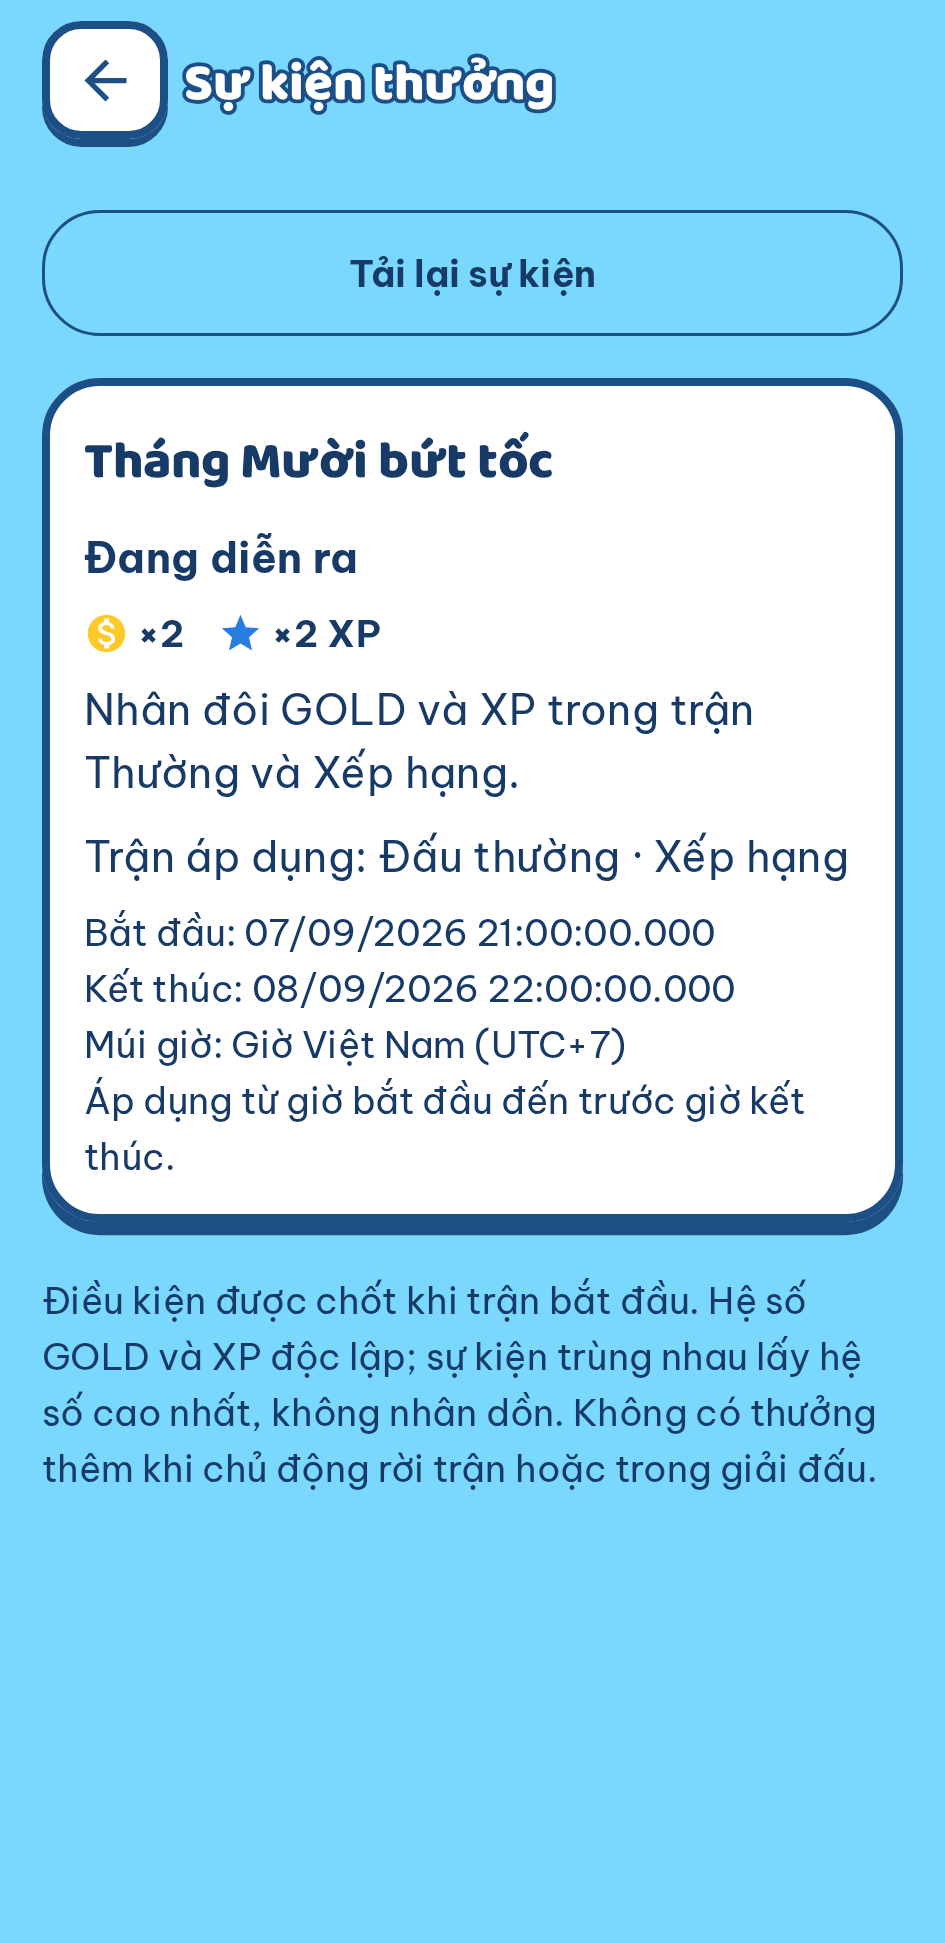 Sự kiện thưởng
Tải lại sự kiện
Tháng Mười bứt tốc
Đang diễn ra
×2 ×2 XP
Nhân đôi GOLD và XP trong trận
Thường và Xếp hạng.
Trận áp dụng: Đấu thường · Xếp hạng
Bắt đầu: 07/09/2026 21:00:00.000
Kết thúc: 08/09/2026 22:00:00.000
Múi giờ: Giờ Việt Nam (UTC+7)
Áp dụng từ giờ bắt đầu đến trước giờ kết
thúc.
Điều kiện được chốt khi trận bắt đầu. Hệ số
GOLD và XP độc lập; sự kiện trùng nhau lấy hệ
số cao nhất, không nhân dồn. Không có thưởng
thêm khi chủ động rời trận hoặc trong giải đấu.